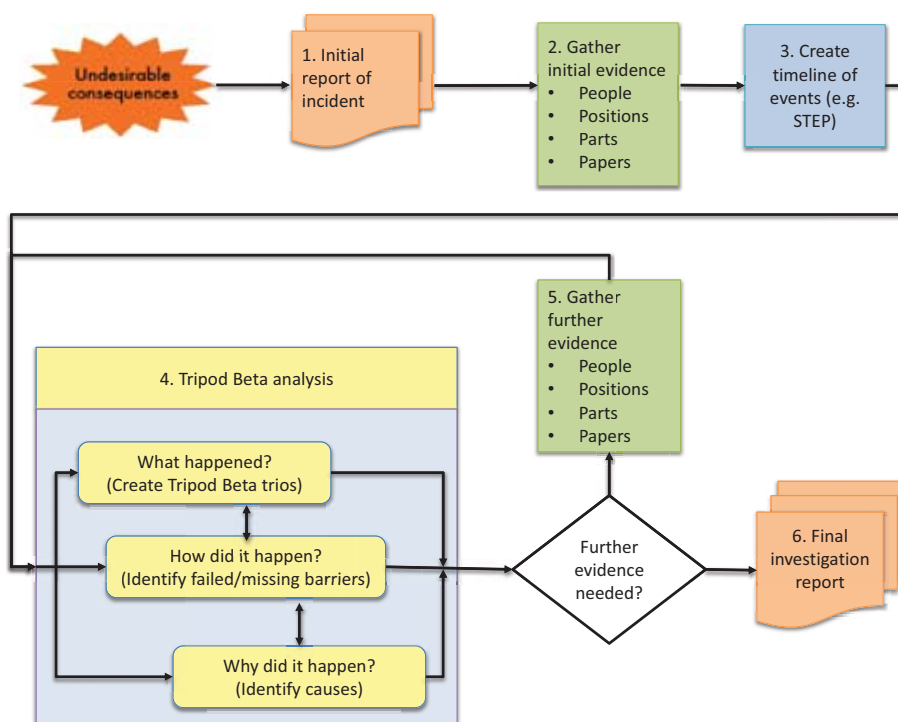 Undesirable
consequences
1. Initial
report of
incident
2. Gather
initial evidence
• People
• Positions
• Parts
• Papers
3. Create
timeline of
events (e.g.
STEP)
4. Tripod Beta analysis
What happened?
(Create Tripod Beta trios)
How did it happen?
(Identify failed/missing barriers)
Why did it happen?
(Identify causes)
5. Gather
further
evidence
• People
• Positions
• Parts
• Papers
Further
evidence
needed?
6. Final
investigation
report